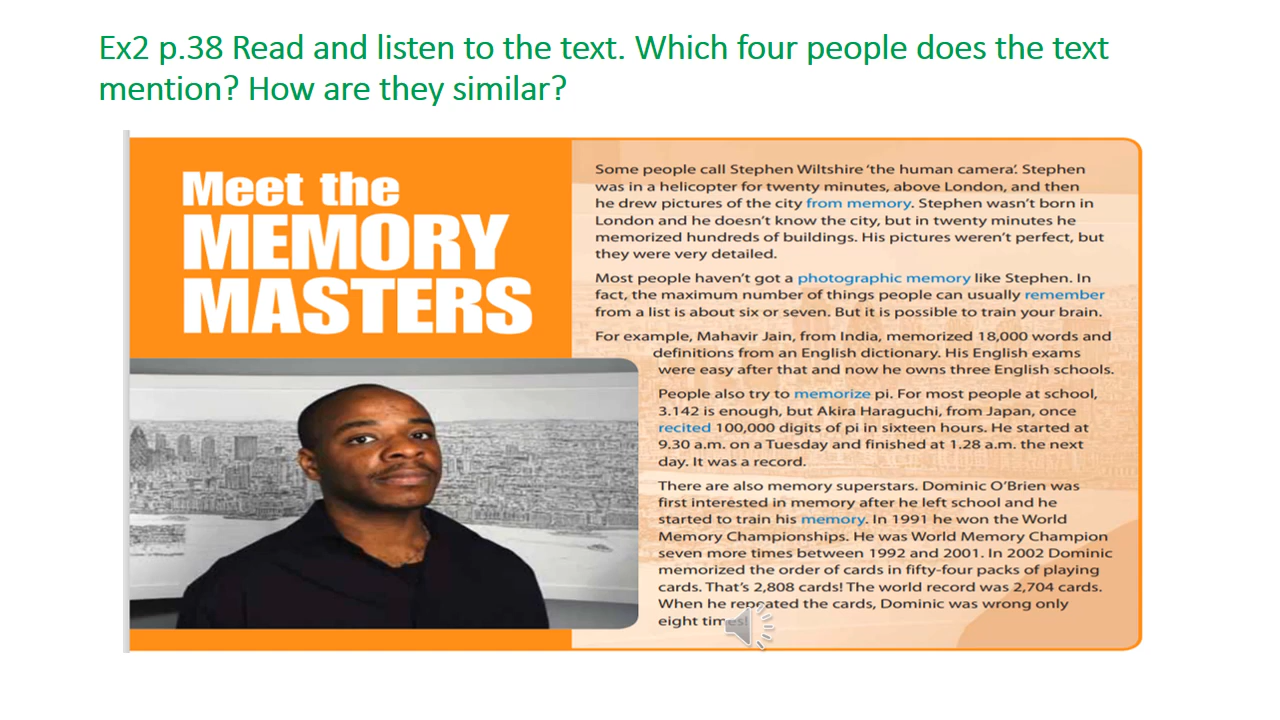 Ex2 p.38 Read and listen to the text. Which four people does the text
mention? How are they similar?
Meet the
MEMORY
MASTERS
Some people call Stephen Wiltshire ‘the human camera’. Stephen
was in a helicopter for twenty minutes, above London, and then
he drew pictures of the city from memory. Stephen wasn’t born in
London and he doesn’t know the city, but in twenty minutes he
memorized hundreds of buildings. His pictures weren’t perfect, but
they were very detailed.
Most people haven’t got a photographic memory like Stephen. In
fact, the maximum number of things people can usually remember
from a list is about six or seven. But it is possible to train your brain.
For example, Mahavir Jain, from India, memorized 18,000 words and
definitions from an English dictionary. His English exams
were easy after that and now he owns three English schools.
People also try to memorize pi. For most people at school,
3.142 is enough, but Akira Haraguchi, from Japan, once
recited 100,000 digits of pi in sixteen hours. He started at
9.30 a.m. on a Tuesday and finished at 1.28 a.m. the next
day. It was a record.
There are also memory superstars. Dominic O’Brien was
first interested in memory after he left school and he
started to train his memory. In 1991 he won the World
Memory Championships. He was World Memory Champion
seven more times between 1992 and 2001. In 2002 Dominic
memorized the order of cards in fifty-four packs of playing
cards. That’s 2,808 cards! The world record was 2,704 cards.
When he repeated the cards, Dominic was wrong only
eight times!